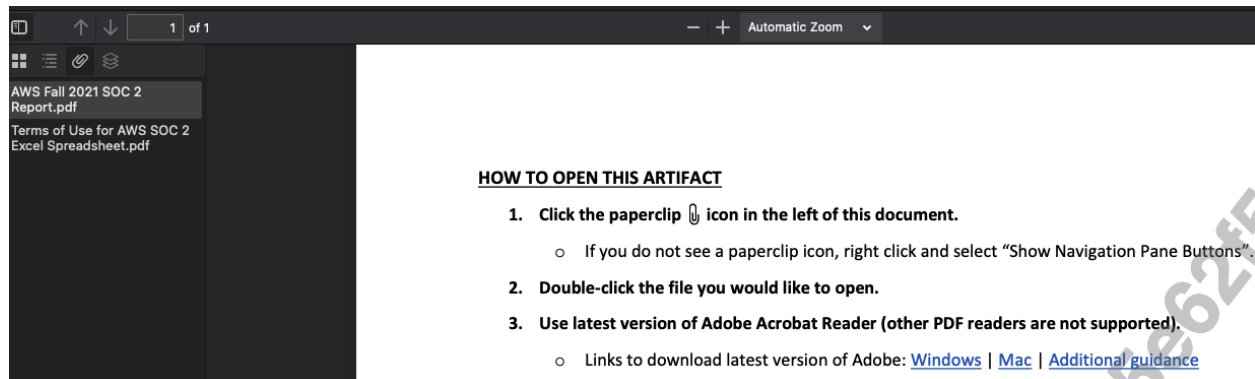 1 of 1
Automatic Zoom
AWS Fall 2021 SOC 2
Report.pdf
Terms of Use for AWS SOC 2
Excel Spreadsheet.pdf
HOW TO OPEN THIS ARTIFACT
1. Click the paperclip icon in the left of this document.
o If you do not see a paperclip icon, right click and select “Show Navigation Pane Buttons”.
2. Double-click the file you would like to open.
3. Use latest version of Adobe Acrobat Reader (other PDF readers are not supported).
o Links to download latest version of Adobe: Windows | Mac | Additional guidance